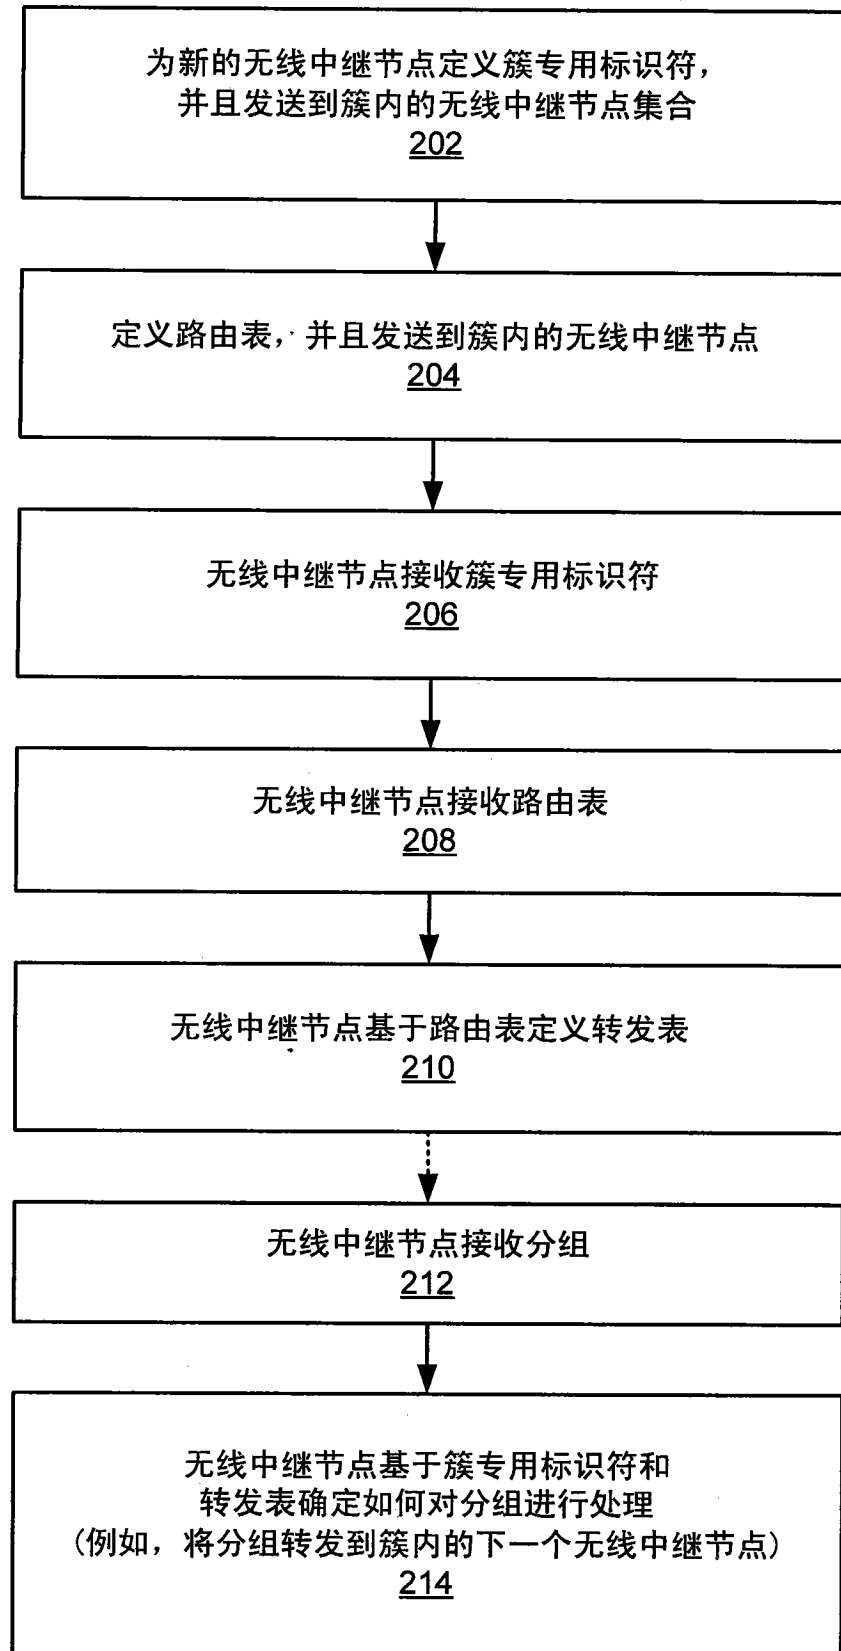 为新的无线中继节点定义簇专用标识符，
并且发送到簇内的无线中继节点集合
202
定义路由表，并且发送到簇内的无线中继节点
204
无线中继节点接收簇专用标识符
206
无线中继节点接收路由表
208
无线中继节点基于路由表定义转发表
210
无线中继节点接收分组
212
无线中继节点基于簇专用标识符和
转发表确定如何对分组进行处理
（例如，将分组转发到簇内的下一个无线中继节点）
214